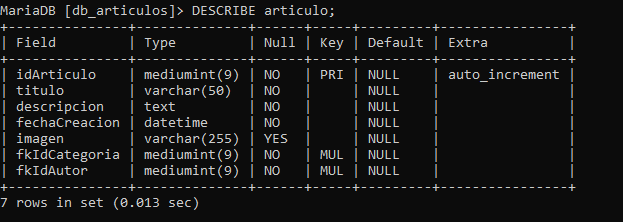 MariaDB [db_articulos]> DESCRIBE articulo;
+---------------+--------------+------+-----+---------+----------------+
| Field         | Type         | Null | Key | Default | Extra          |
+---------------+--------------+------+-----+---------+----------------+
| idArticulo    | mediumint(9) | NO   | PRI | NULL    | auto_increment |
| titulo        | varchar(50)  | NO   |     | NULL    |                |
| descripcion   | text         | NO   |     | NULL    |                |
| fechaCreacion | datetime     | NO   |     | NULL    |                |
| imagen        | varchar(255) | YES  |     | NULL    |                |
| fkIdCategoria | mediumint(9) | NO   | MUL | NULL    |                |
| fkIdAutor     | mediumint(9) | NO   | MUL | NULL    |                |
+---------------+--------------+------+-----+---------+----------------+
7 rows in set (0.013 sec)